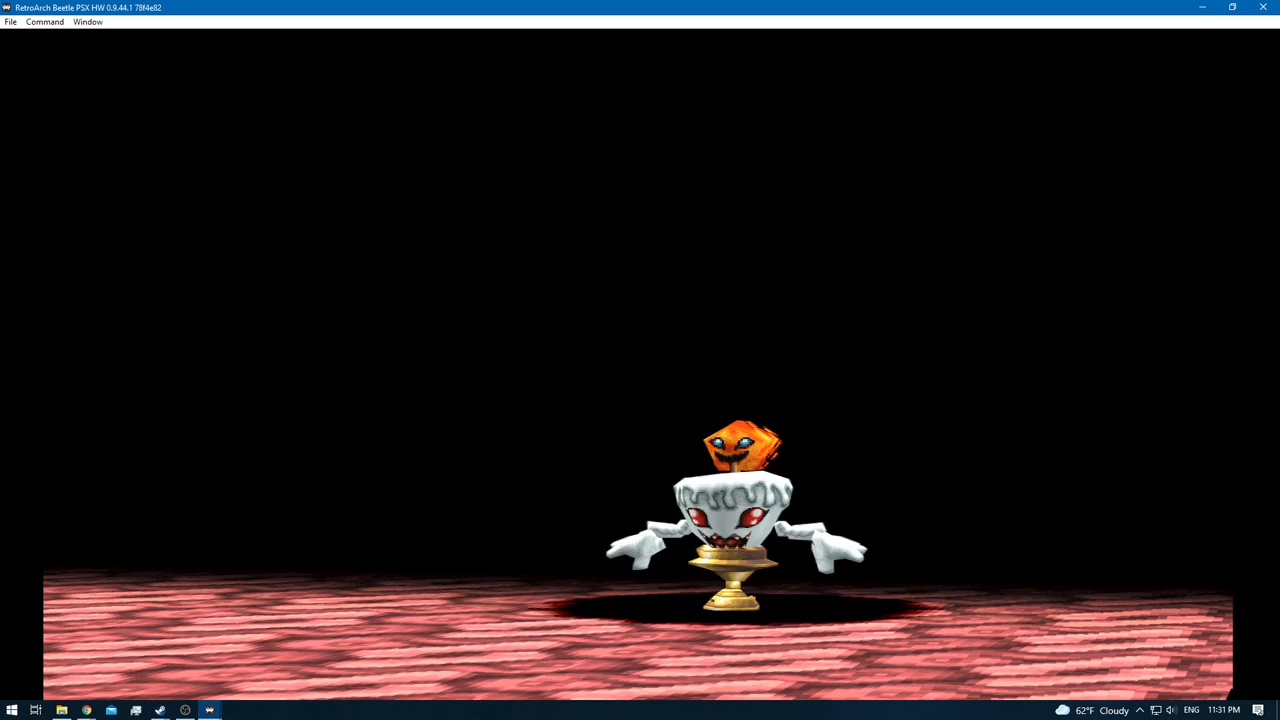 RetroArch Beetle PSX HW 0.9.44.1 78f4e82
File Command Window
62°F Cloudy ENG 11:31 PM